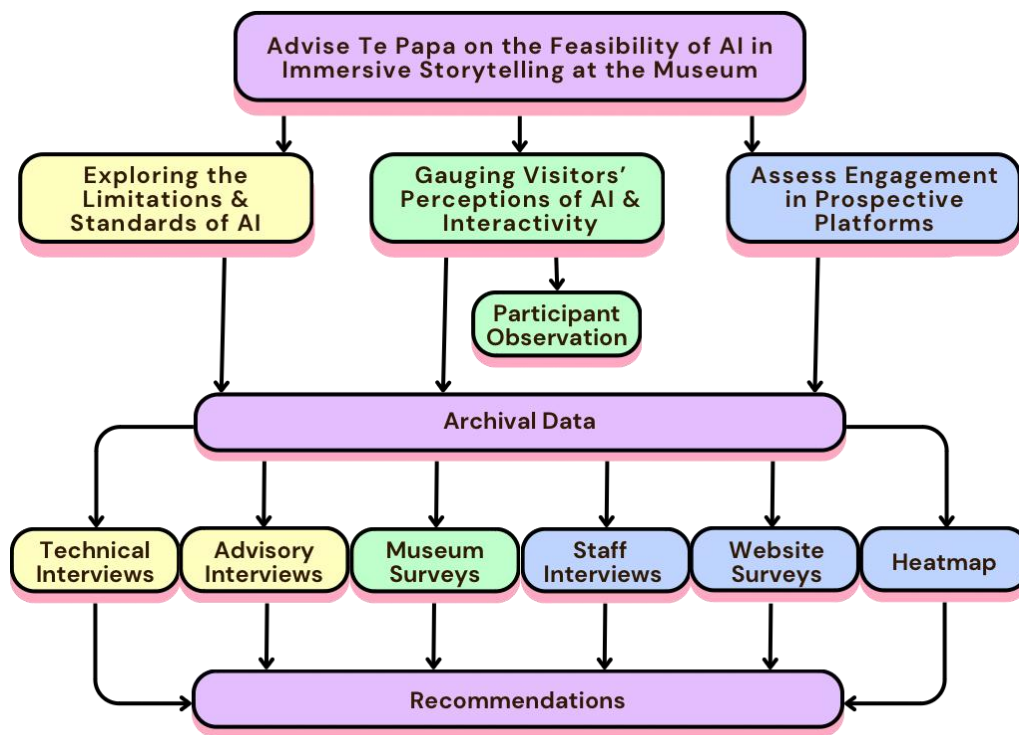 Advise Te Papa on the Feasibility of AI in
Immersive Storytelling at the Museum
Exploring the
Limitations &
Standards of AI
Gauging Visitors’
Perceptions of AI &
Interactivity
Assess Engagement
in Prospective
Platforms
Participant
Observation
Archival Data
Technical
Interviews
Advisory
Interviews
Museum
Surveys
Staff
Interviews
Website
Surveys
Heatmap
Recommendations